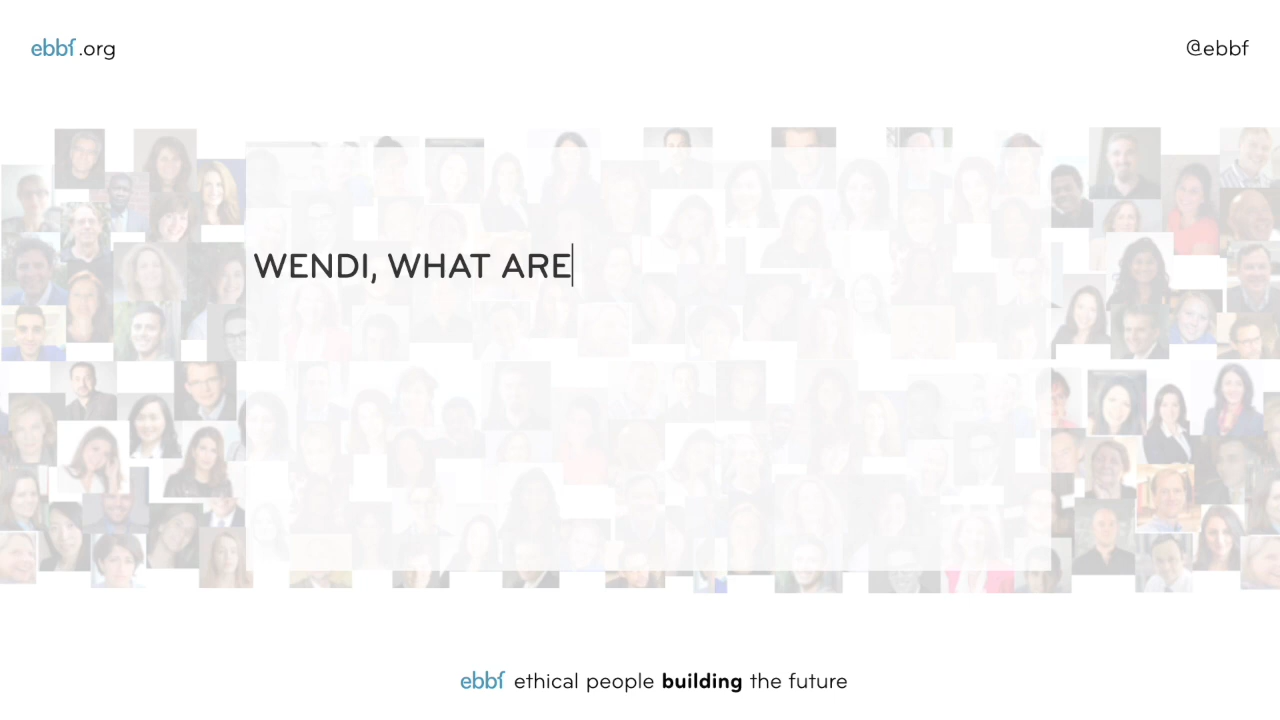 ebbf.org
@ebbf
WENDI, WHAT ARE
ebbf ethical people building the future